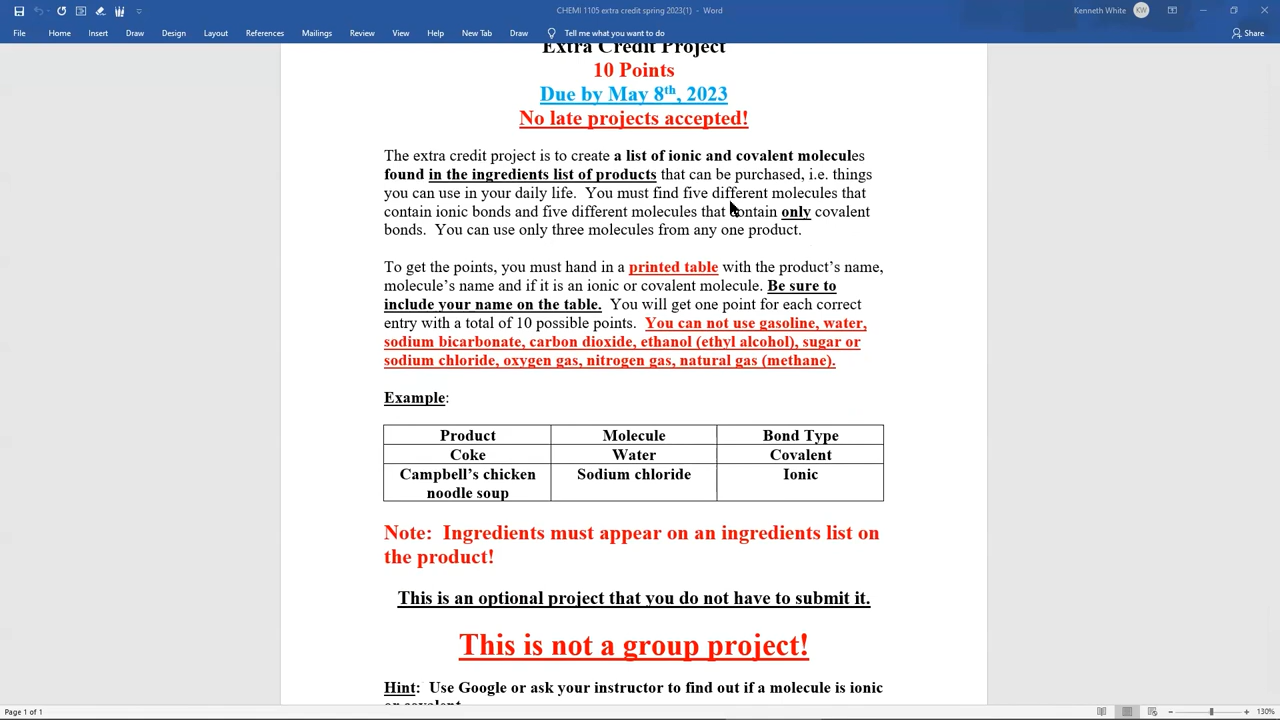 CHEMI 1105 extra credit spring 2023(1) - Word
Kenneth White
KW
File Home Insert Draw Design Layout References Mailings Review View Help New Tab Draw Tell me what you want to do
Share
Extra Credit Project
10 Points
Due by May 8th, 2023
No late projects accepted!
The extra credit project is to create a list of ionic and covalent molecules
found in the ingredients list of products that can be purchased, i.e. things
you can use in your daily life. You must find five different molecules that
contain ionic bonds and five different molecules that contain only covalent
bonds. You can use only three molecules from any one product.
To get the points, you must hand in a printed table with the product's name,
molecule's name and if it is an ionic or covalent molecule. Be sure to
include your name on the table. You will get one point for each correct
entry with a total of 10 possible points. You can not use gasoline, water,
sodium bicarbonate, carbon dioxide, ethanol (ethyl alcohol), sugar or
sodium chloride, oxygen gas, nitrogen gas, natural gas (methane).
Example:
Product Molecule Bond Type
Coke Water Covalent
Campbell's chicken Sodium chloride Ionic
noodle soup
Note: Ingredients must appear on an ingredients list on
the product!
This is an optional project that you do not have to submit it.
This is not a group project!
Hint: Use Google or ask your instructor to find out if a molecule is ionic
or covalent.
Page 1 of 1
130%